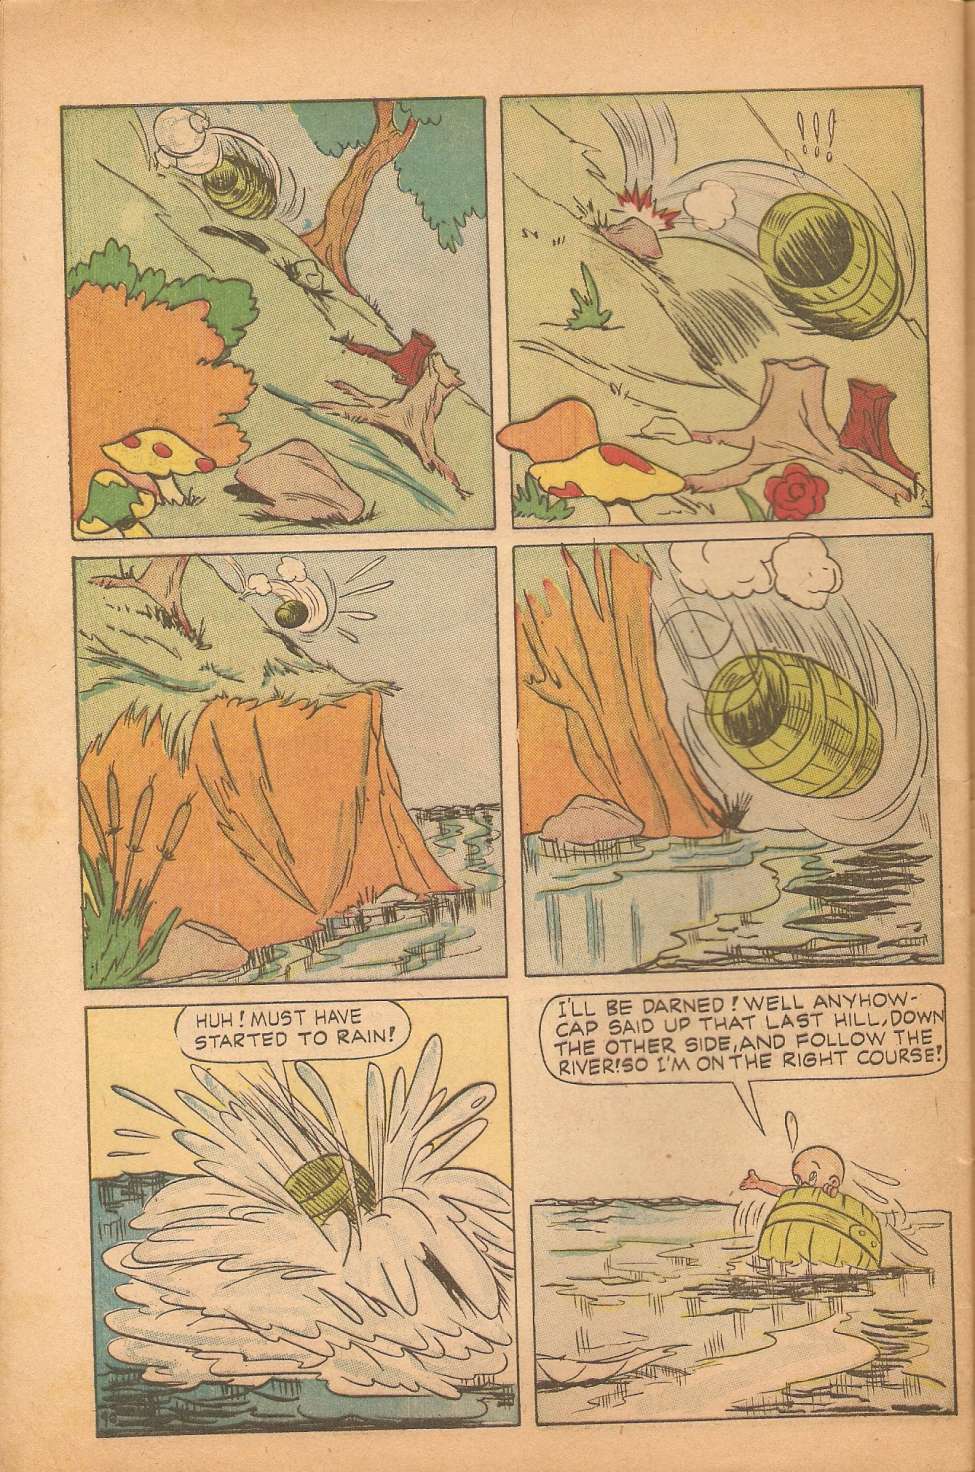 !!!
HUH! MUST HAVE
STARTED TO RAIN!
I'LL BE DARNED! WELL ANYHOW-
CAP SAID UP THAT LAST HILL, DOWN
THE OTHER SIDE, AND FOLLOW THE
RIVER! SO I'M ON THE RIGHT COURSE!
!